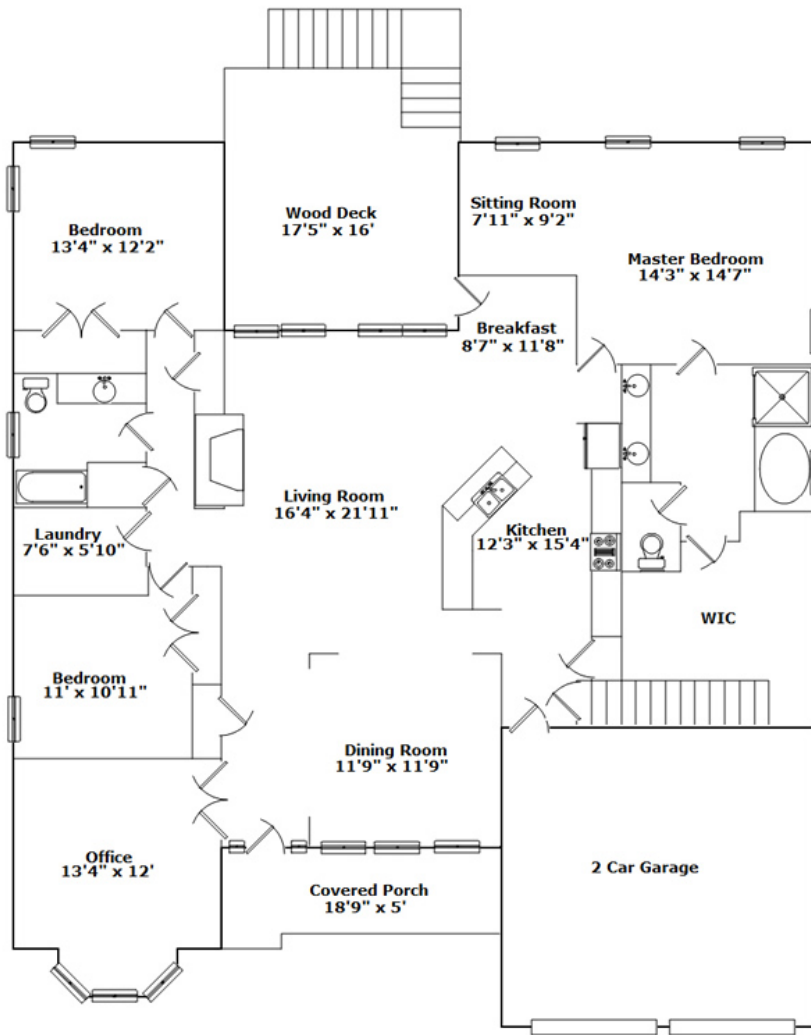 Wood Deck
17'5" x 16'
Sitting Room
7'11" x 9'2"
Bedroom
13'4" x 12'2"
Master Bedroom
14'3" x 14'7"
Breakfast
8'7" x 11'8"
Living Room
16'4" x 21'11"
Kitchen
12'3" x 15'4"
Laundry
7'6" x 5'10"
WIC
Bedroom
11' x 10'11"
Dining Room
11'9" x 11'9"
Office
13'4" x 12'
2 Car Garage
Covered Porch
18'9" x 5'